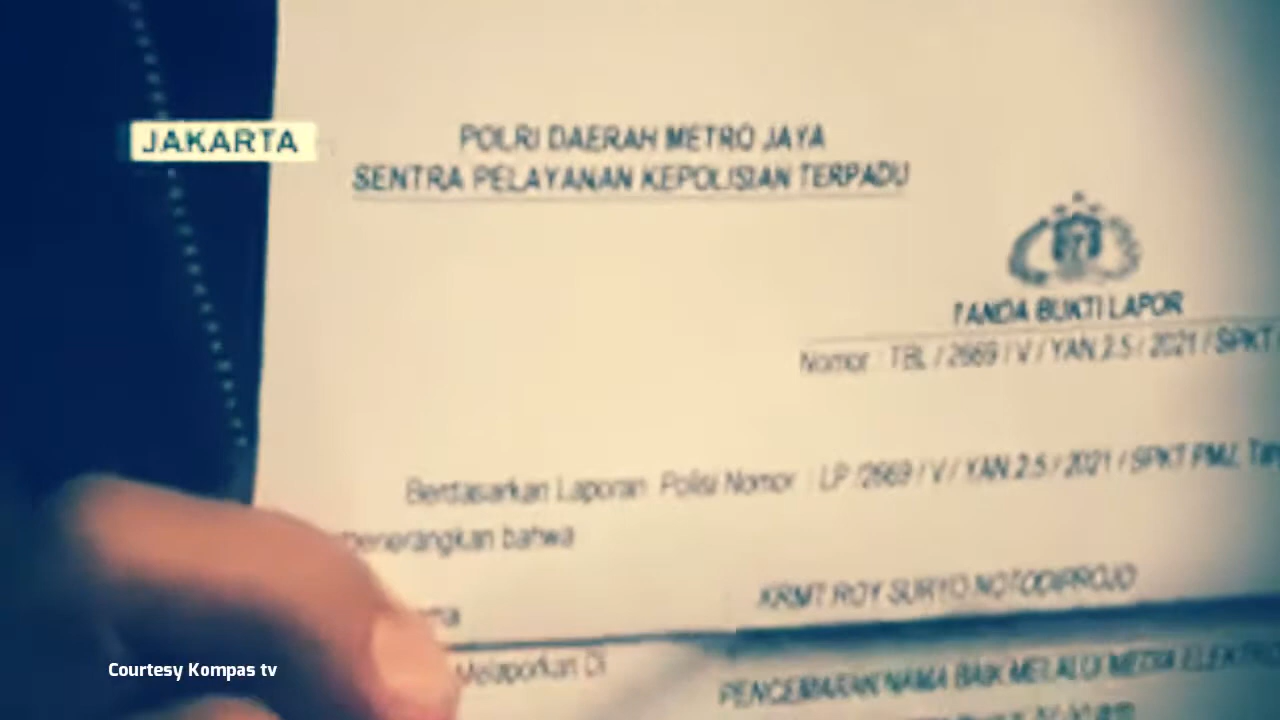 JAKARTA
POLRI DAERAH METRO JAYA
SENTRA PELAYANAN KEPOLISIAN TERPADU
TANDA BUKTI LAPOR
Nomor : TBL / 2669 / V / YAN.2.5 / 2021 / SPKT
Berdasarkan Laporan Polisi Nomor : LP /2669 / V / YAN.2.5 / 2021 / SPKT PMJ,
menerangkan bahwa
KRMT ROY SURYO NOTODIPROJO
Melaporkan Di
PENCEMARAN NAMA BAIK MELALUI MEDIA ELEKTRO
Courtesy Kompas tv